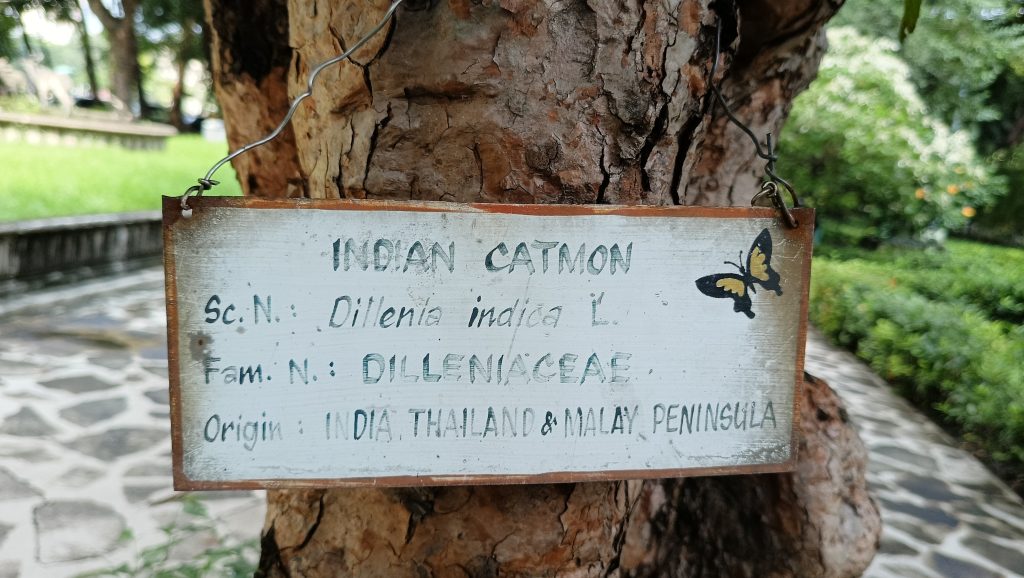 INDIAN CATMON
Sc. N. : Dillenia indica L.
Fam. N. : DILLENIACEAE.
Origin : INDIA, THAILAND & MALAY PENINSULA